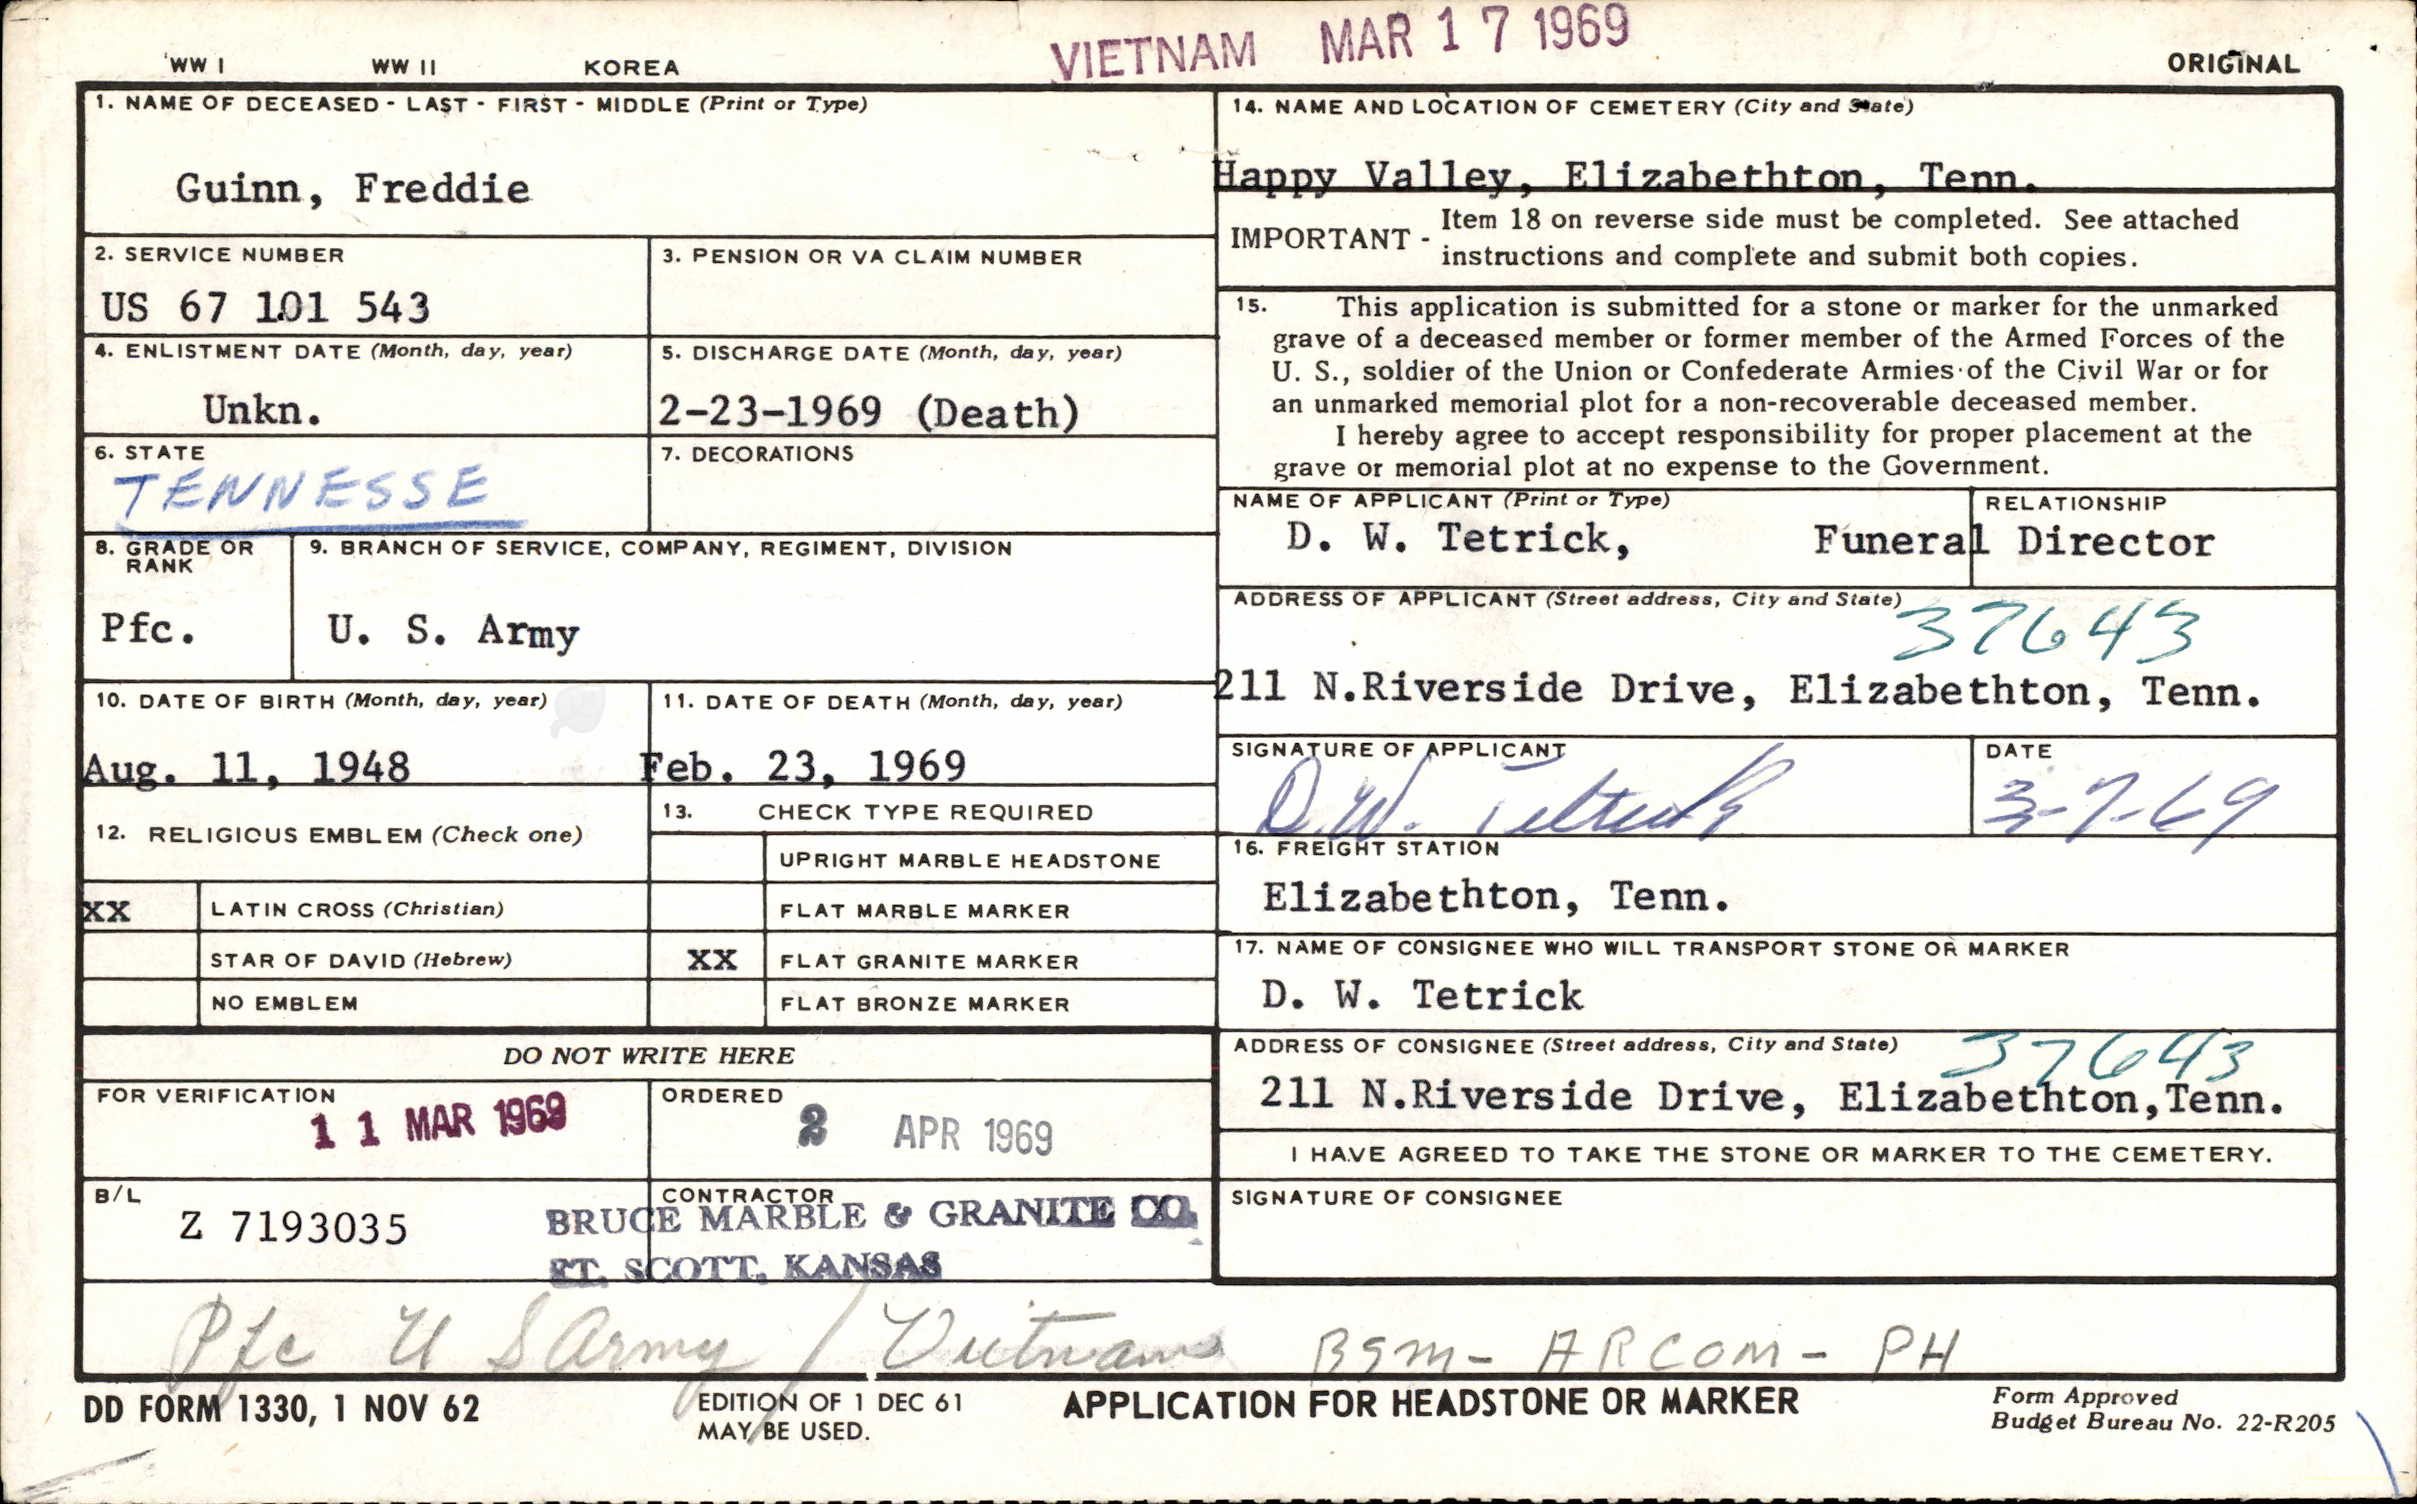 WW I WW II KOREA VIETNAM MAR 17 1969 ORIGINAL
1. NAME OF DECEASED - LAST - FIRST - MIDDLE (Print or Type)
Guinn, Freddie
2. SERVICE NUMBER
US 67 101 543
3. PENSION OR VA CLAIM NUMBER
4. ENLISTMENT DATE (Month, day, year)
Unkn.
5. DISCHARGE DATE (Month, day, year)
2-23-1969 (Death)
6. STATE
TENNESSE
7. DECORATIONS
8. GRADE OR
RANK
Pfc.
9. BRANCH OF SERVICE, COMPANY, REGIMENT, DIVISION
U. S. Army
10. DATE OF BIRTH (Month, day, year)
Aug. 11, 1948
11. DATE OF DEATH (Month, day, year)
Feb. 23, 1969
12. RELIGIOUS EMBLEM (Check one)
XX LATIN CROSS (Christian)
STAR OF DAVID (Hebrew)
NO EMBLEM
13. CHECK TYPE REQUIRED
UPRIGHT MARBLE HEADSTONE
FLAT MARBLE MARKER
XX FLAT GRANITE MARKER
FLAT BRONZE MARKER
DO NOT WRITE HERE
FOR VERIFICATION
11 MAR 1969
ORDERED
2 APR 1969
B/L
Z 7193035
CONTRACTOR
BRUCE MARBLE & GRANITE CO.
FT. SCOTT, KANSAS
14. NAME AND LOCATION OF CEMETERY (City and State)
Happy Valley, Elizabethton, Tenn.
IMPORTANT - Item 18 on reverse side must be completed. See attached
instructions and complete and submit both copies.
15. This application is submitted for a stone or marker for the unmarked
grave of a deceased member or former member of the Armed Forces of the
U. S., soldier of the Union or Confederate Armies of the Civil War or for
an unmarked memorial plot for a non-recoverable deceased member.
I hereby agree to accept responsibility for proper placement at the
grave or memorial plot at no expense to the Government.
NAME OF APPLICANT (Print or Type) RELATIONSHIP
D. W. Tetrick, Funeral Director
ADDRESS OF APPLICANT (Street address, City and State)
37643
211 N.Riverside Drive, Elizabethton, Tenn.
SIGNATURE OF APPLICANT
D.W. Tetrick
DATE
3-7-69
16. FREIGHT STATION
Elizabethton, Tenn.
17. NAME OF CONSIGNEE WHO WILL TRANSPORT STONE OR MARKER
D. W. Tetrick
ADDRESS OF CONSIGNEE (Street address, City and State)
37643
211 N.Riverside Drive, Elizabethton,Tenn.
I HAVE AGREED TO TAKE THE STONE OR MARKER TO THE CEMETERY.
SIGNATURE OF CONSIGNEE
Pfc U S Army / Vietnam BSM - ARCOM - PH
DD FORM 1330, 1 NOV 62
EDITION OF 1 DEC 61
MAY BE USED.
APPLICATION FOR HEADSTONE OR MARKER
Form Approved
Budget Bureau No. 22-R205